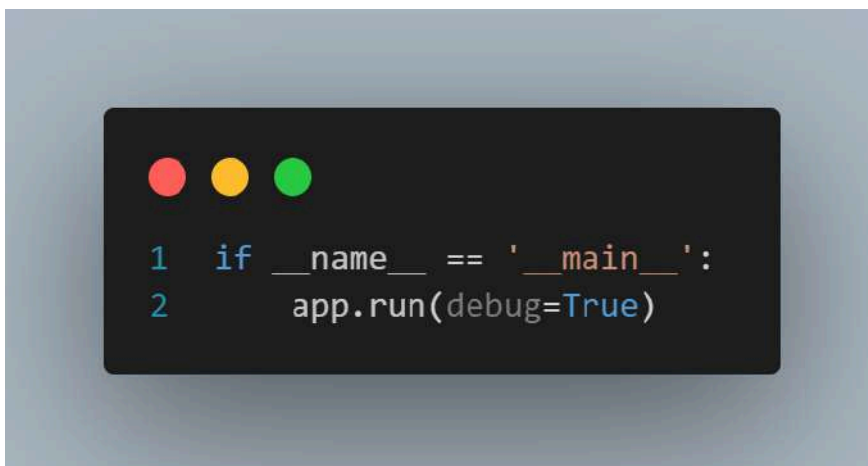 1 if __name__ == '__main__':
2 app.run(debug=True)